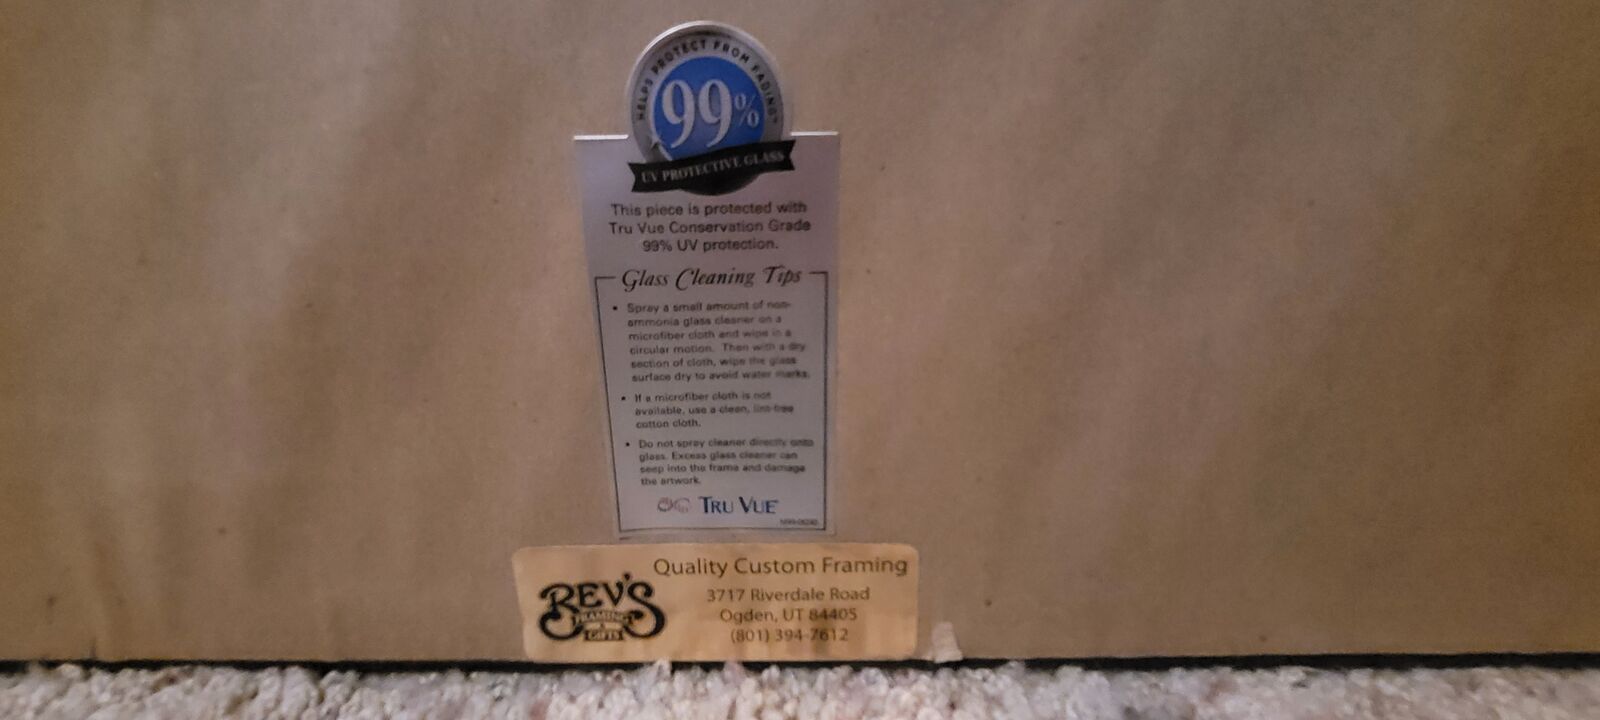 HELPS PROTECT FROM FADING™
99%
UV PROTECTIVE GLASS
This piece is protected with
Tru Vue Conservation Grade
99% UV protection.
Glass Cleaning Tips
• Spray a small amount of non-
ammonia glass cleaner on a
microfiber cloth and wipe in a
circular motion. Then with a dry
section of cloth, wipe the glass
surface dry to avoid water marks.
• If a microfiber cloth is not
available, use a clean, lint-free
cotton cloth.
• Do not spray cleaner directly onto
glass. Excess glass cleaner can
seep into the frame and damage
the artwork.
TRU VUE
Quality Custom Framing
REV'S
FRAMING
&
GIFTS
3717 Riverdale Road
Ogden, UT 84405
(801) 394-7612